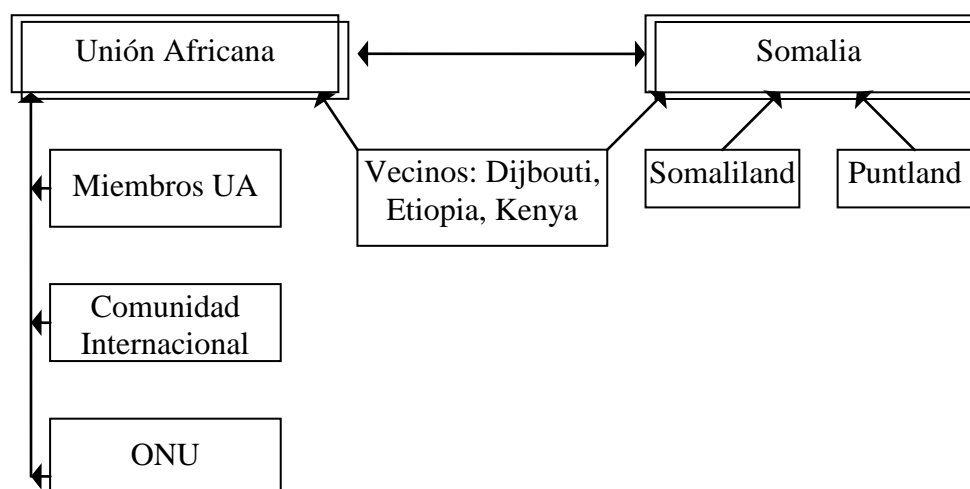 Unión Africana
Somalia
Miembros UA
Vecinos: Dijbouti,
Etiopia, Kenya
Somaliland
Puntland
Comunidad
Internacional
ONU